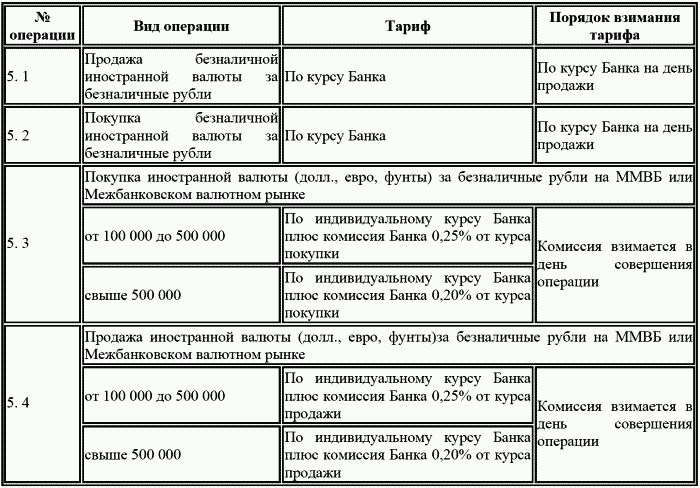 №
операции
Вид операции
Тариф
Порядок взимания
тарифа
5. 1
Продажа безналичной
иностранной валюты за
безналичные рубли
По курсу Банка
По курсу Банка на день
продажи
5. 2
Покупка безналичной
иностранной валюты за
безналичные рубли
По курсу Банка
По курсу Банка на день
продажи
5. 3
Покупка иностранной валюты (долл., евро, фунты) за безналичные рубли на ММВБ или
Межбанковском валютном рынке
от 100 000 до 500 000
По индивидуальному курсу Банка
плюс комиссия Банка 0,25% от курса
покупки
Комиссия взимается в
день совершения
операции
свыше 500 000
По индивидуальному курсу Банка
плюс комиссия Банка 0,20% от курса
покупки
5. 4
Продажа иностранной валюты (долл., евро, фунты)за безналичные рубли на ММВБ или
Межбанковском валютном рынке
от 100 000 до 500 000
По индивидуальному курсу Банка
плюс комиссия Банка 0,25% от курса
продажи
Комиссия взимается в
день совершения
операции
свыше 500 000
По индивидуальному курсу Банка
плюс комиссия Банка 0,20% от курса
продажи